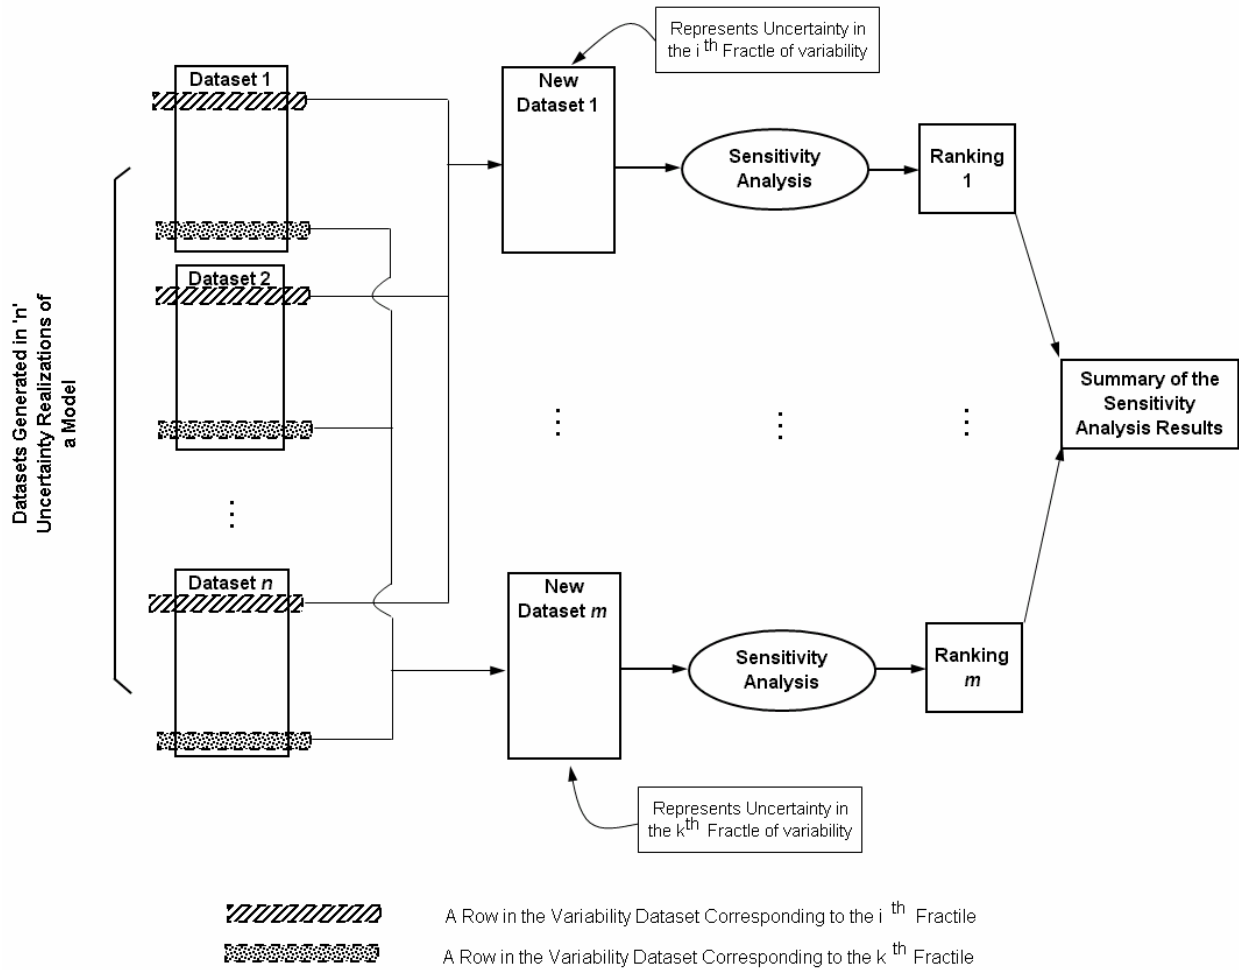 Represents Uncertainty in
the i th Fractle of variability
Dataset 1
New
Dataset 1
Sensitivity
Analysis
Ranking
1
Datasets Generated in 'n'
Uncertainty Realizations of
a Model
Dataset 2
Summary of the
Sensitivity
Analysis Results
Dataset n
New
Dataset m
Sensitivity
Analysis
Ranking
m
Represents Uncertainty in
the k th Fractle of variability
A Row in the Variability Dataset Corresponding to the i th Fractile
A Row in the Variability Dataset Corresponding to the k th Fractile